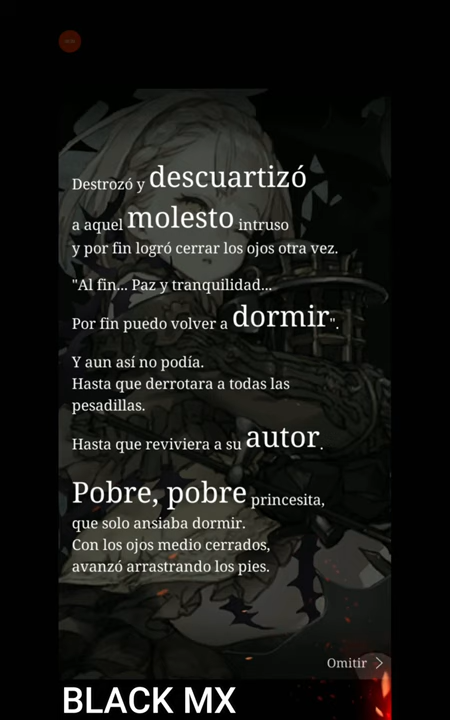 Destrozó y descuartizó
a aquel molesto intruso
y por fin logró cerrar los ojos otra vez.
"Al fin... Paz y tranquilidad...
Por fin puedo volver a dormir".
Y aun así no podía.
Hasta que derrotara a todas las
pesadillas.
Hasta que reviviera a su autor.
Pobre, pobre princesita,
que solo ansiaba dormir.
Con los ojos medio cerrados,
avanzó arrastrando los pies.
Omitir
BLACK MX